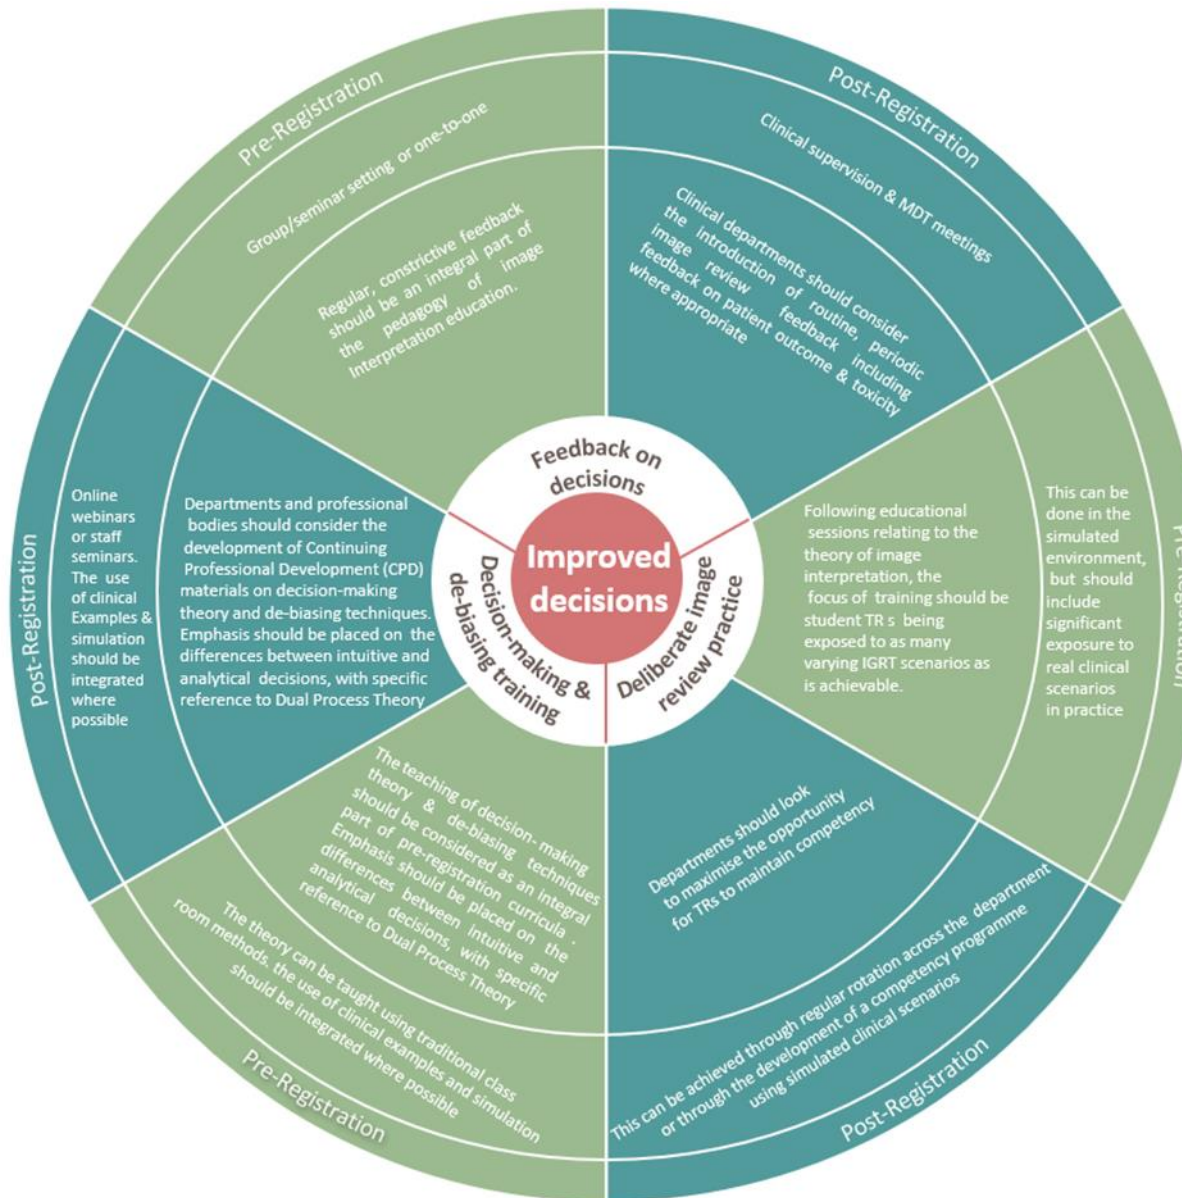 Improved
decisions
Feedback on
decisions
Deliberate image
review practice
Decision-making &
de-biasing training
Pre-Registration
Group/seminar setting or one-to-one
Regular, constrictive feedback
should be an integral part of
the pedagogy of image
Interpretation education.
Post-Registration
Clinical supervision & MDT meetings
Clinical departments should consider
the introduction of routine, periodic
image review feedback including
feedback on patient outcome & toxicity
where appropriate
Pre-Registration
This can be
done in the
simulated
environment,
but should
include
significant
exposure to
real clinical
scenarios
in practice
Following educational
sessions relating to the
theory of image
interpretation, the
focus of training should be
student TR s being
exposed to as many
varying IGRT scenarios as
is achievable.
Post-Registration
This can be achieved through regular rotation across the department
or through the development of a competency programme
using simulated clinical scenarios
Departments should look
to maximise the opportunity
for TRs to maintain competency
Pre-Registration
The theory can be taught using traditional class
room methods. the use of clinical examples and simulation
should be integrated where possible
The teaching of decision- making
theory & de-biasing techniques
should be considered as an integral
part of pre-registration curricula .
Emphasis should be placed on the
differences between Intuitive and
analytical decisions, with specific
reference to Dual Process Theory
Post-Registration
Online
webinars
or staff
seminars.
The use
of clinical
Examples &
simulation
should be
integrated
where
possible
Departments and professional
bodies should consider the
development of Continuing
Professional Development (CPD)
materials on decision-making
theory and de-biasing techniques.
Emphasis should be placed on the
differences between intuitive and
analytical decisions, with specific
reference to Dual Process Theory